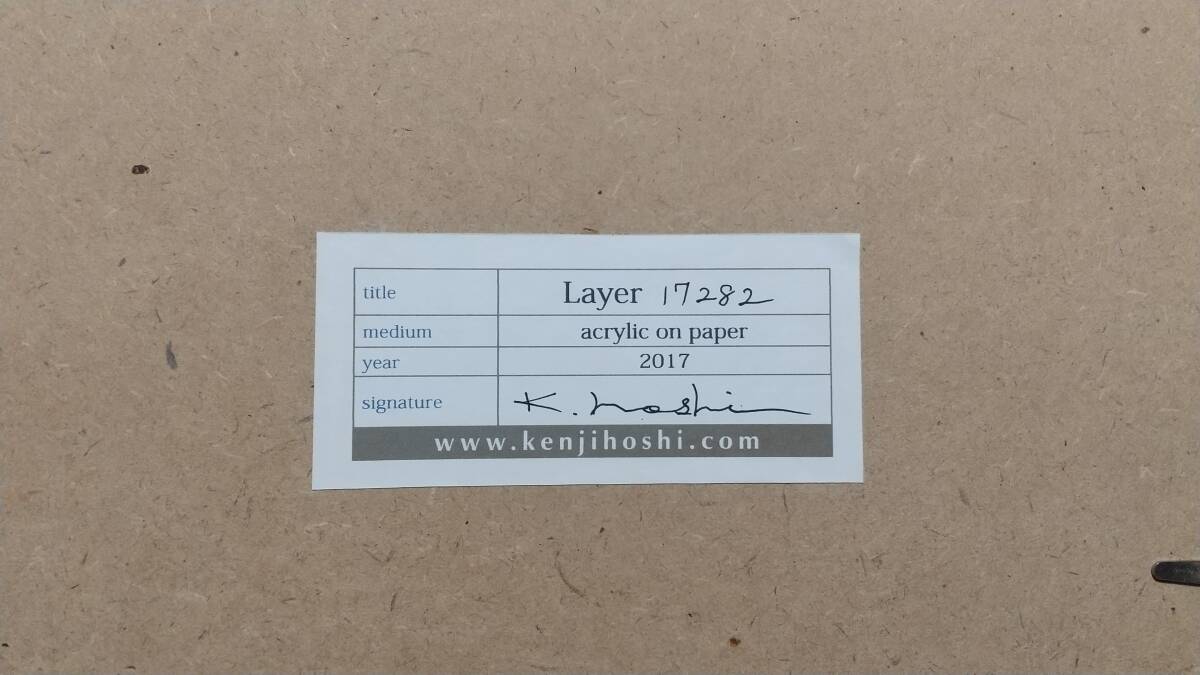 title Layer 17282
medium acrylic on paper
year 2017
signature K. hoshi
www.kenjihoshi.com